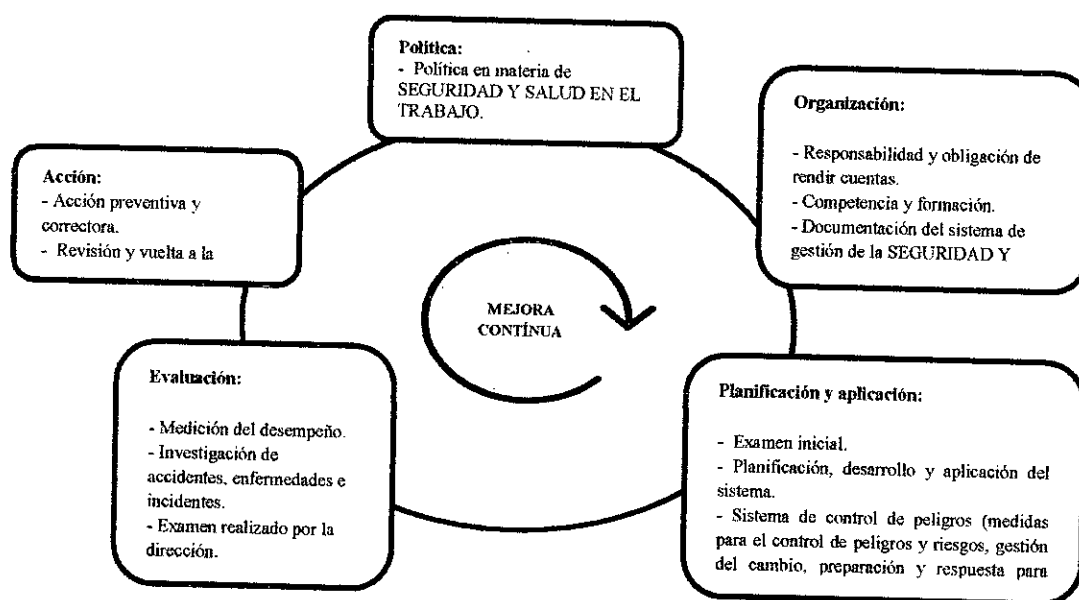 Política:
- Política en materia de
SEGURIDAD Y SALUD EN EL
TRABAJO.
Organización:
- Responsabilidad y obligación de
rendir cuentas.
- Competencia y formación.
- Documentación del sistema de
gestión de la SEGURIDAD Y
Acción:
- Acción preventiva y
correctora.
- Revisión y vuelta a la
MEJORA
CONTÍNUA
Evaluación:
- Medición del desempeño.
- Investigación de
accidentes, enfermedades e
incidentes.
- Examen realizado por la
dirección.
Planificación y aplicación:
- Examen inicial.
- Planificación, desarrollo y aplicación del
sistema.
- Sistema de control de peligros (medidas
para el control de peligros y riesgos, gestión
del cambio, preparación y respuesta para